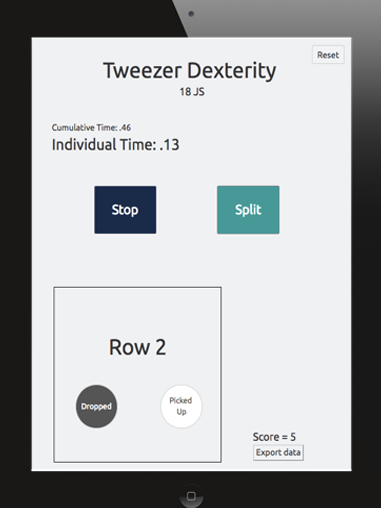 Reset
Tweezer Dexterity
18 JS
Cumulative Time: .46
Individual Time: .13
Stop
Split
Row 2
Dropped
Picked
Up
Score = 5
Export data